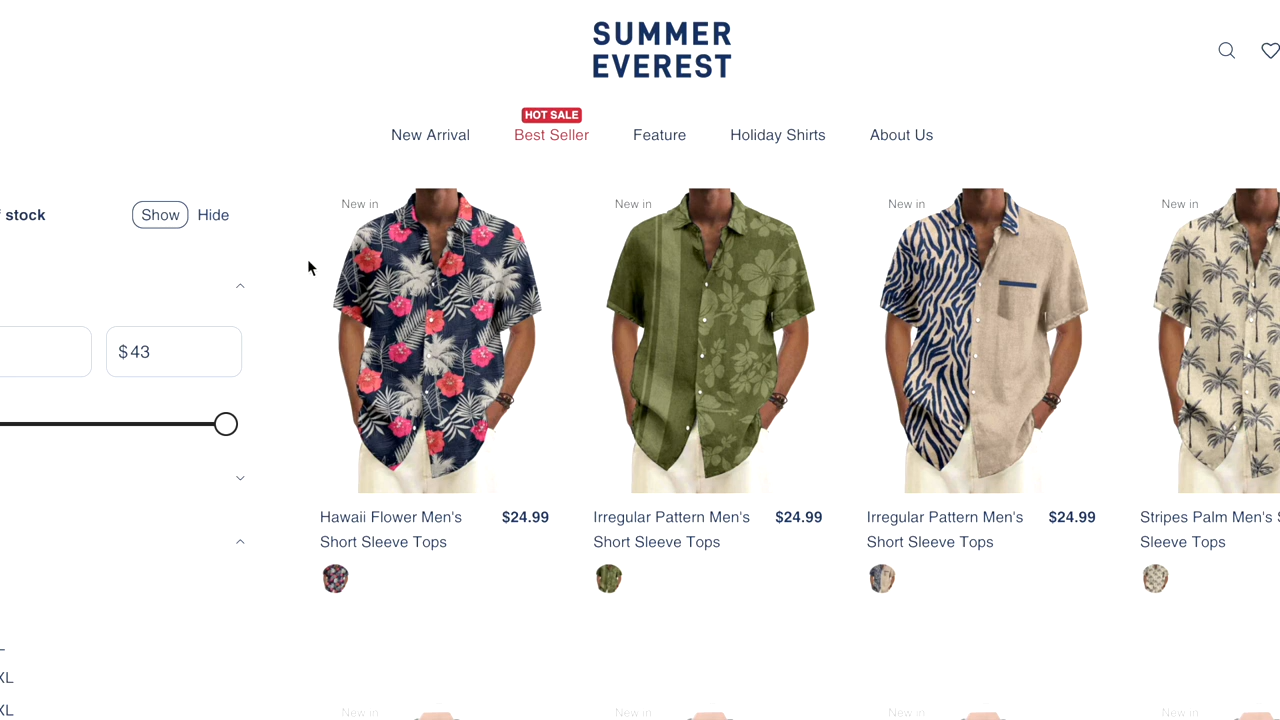 SUMMER
EVEREST
HOT SALE
New Arrival Best Seller Feature Holiday Shirts About Us
stock Show Hide
$43
New in New in New in New in
Hawaii Flower Men's $24.99
Short Sleeve Tops
Irregular Pattern Men's $24.99
Short Sleeve Tops
Irregular Pattern Men's $24.99
Short Sleeve Tops
Stripes Palm Men's S
Sleeve Tops
XL
XL
New in New in New in New in